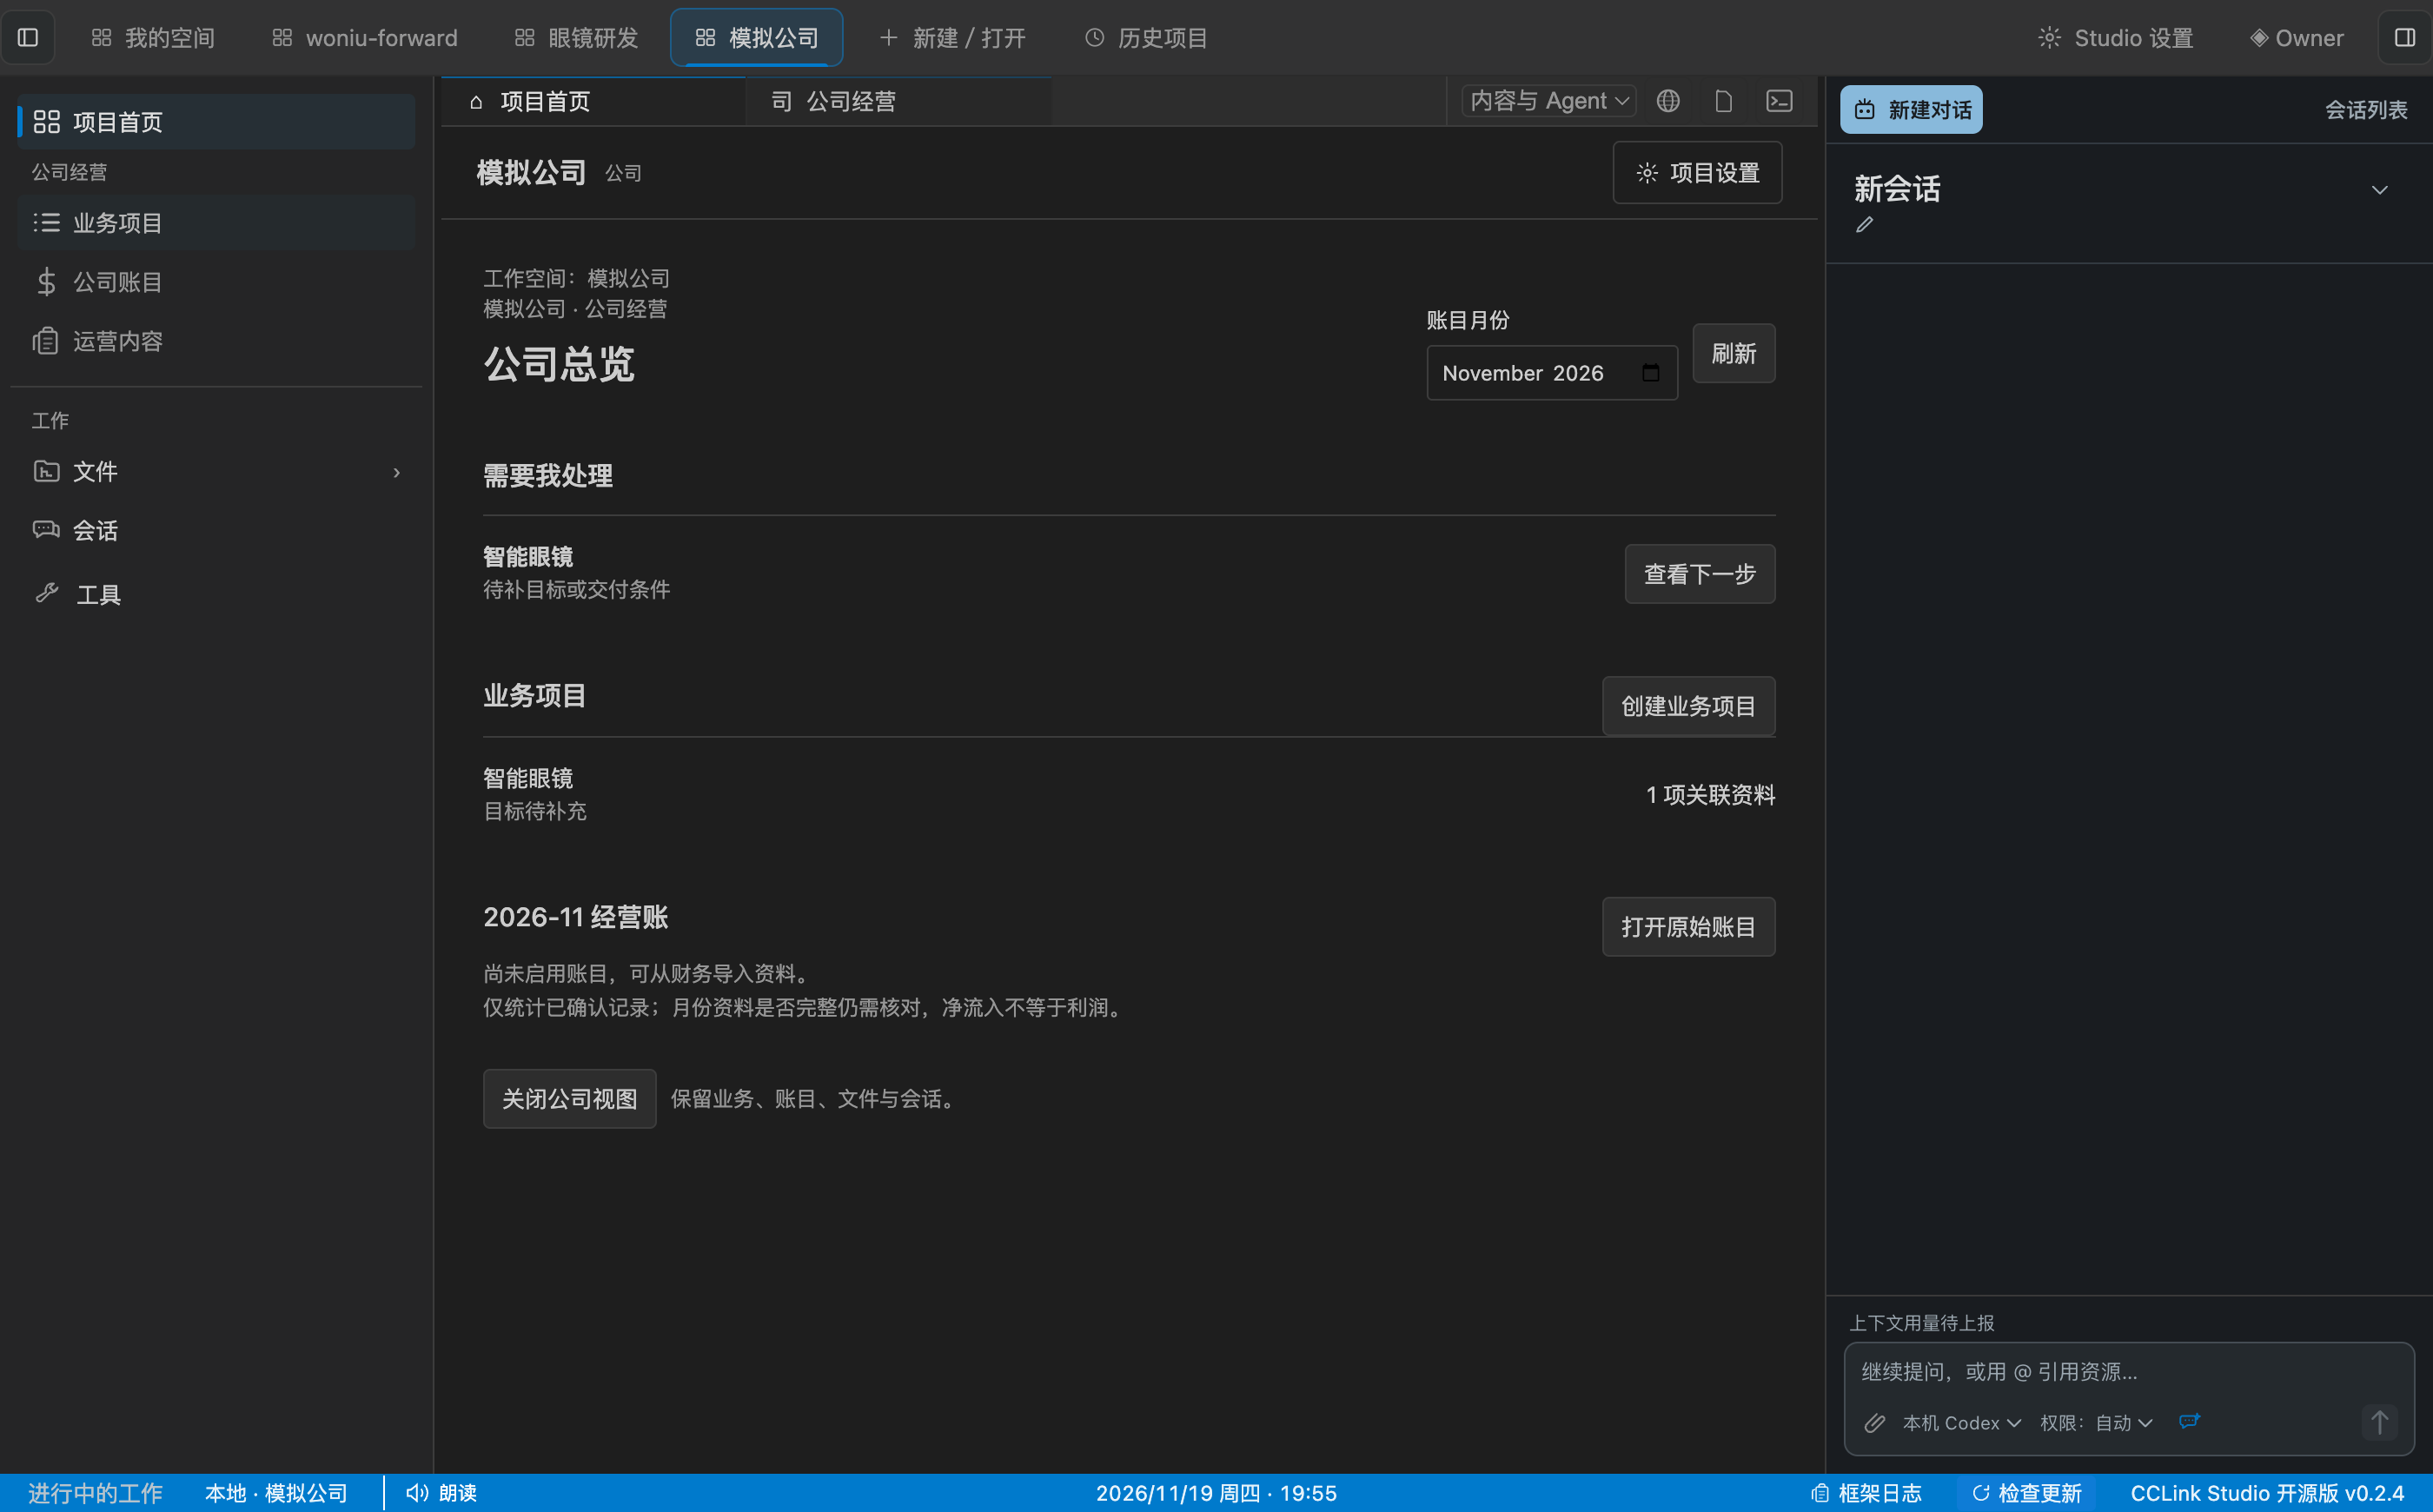 我的空间
woniu-forward
眼镜研发
模拟公司
新建 / 打开
历史项目
Studio 设置
Owner
项目首页
公司经营
业务项目
公司账目
运营内容
工作
文件
会话
工具
项目首页
司 公司经营
内容与 Agent
模拟公司 公司
项目设置
工作空间：模拟公司
模拟公司 · 公司经营
公司总览
账目月份
November 2026
刷新
需要我处理
智能眼镜
待补目标或交付条件
查看下一步
业务项目
创建业务项目
智能眼镜
目标待补充
1 项关联资料
2026-11 经营账
打开原始账目
尚未启用账目，可从财务导入资料。
仅统计已确认记录；月份资料是否完整仍需核对，净流入不等于利润。
关闭公司视图
保留业务、账目、文件与会话。
新建对话
会话列表
新会话
上下文用量待上报
继续提问，或用 @ 引用资源...
本机 Codex
权限：自动
进行中的工作
本地 · 模拟公司
朗读
2026/11/19 周四 · 19:55
框架日志
检查更新
CCLink Studio 开源版 v0.2.4